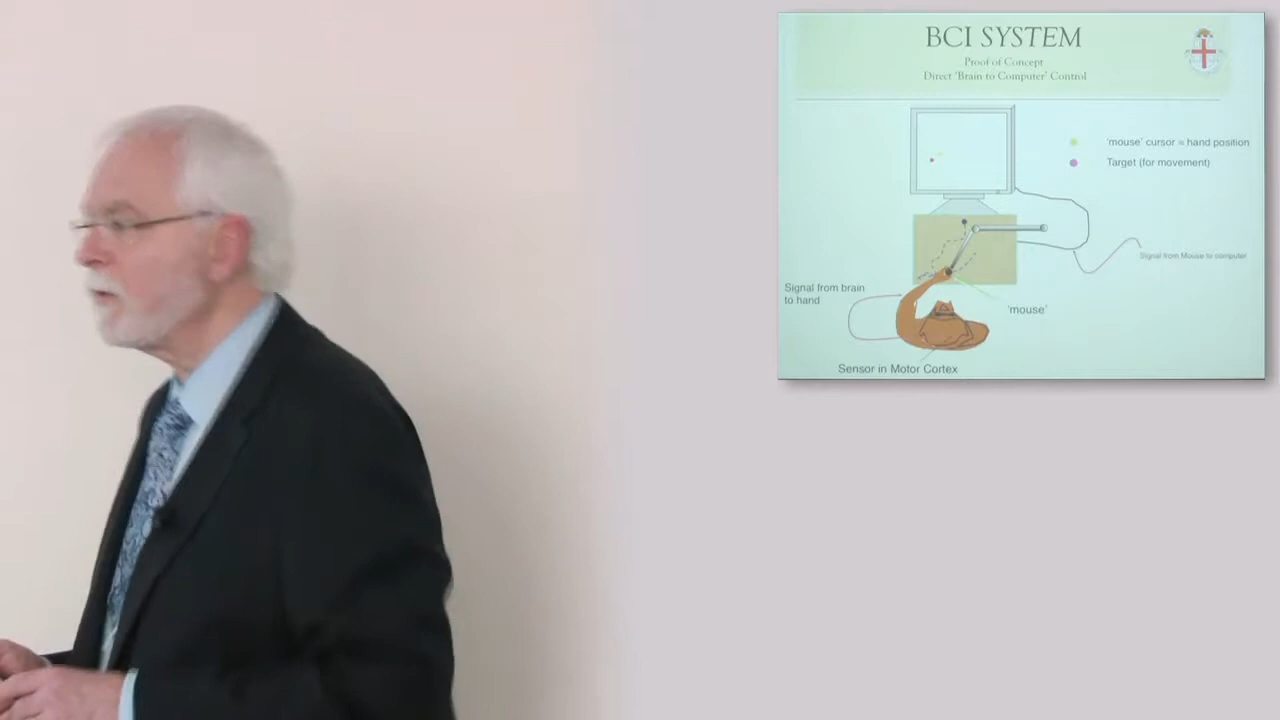 BCI SYSTEM
Proof of Concept
Direct 'Brain to Computer' Control
'mouse' cursor = hand position
Target (for movement)
Signal from Mouse to computer
Signal from brain
to hand
'mouse'
Sensor in Motor Cortex